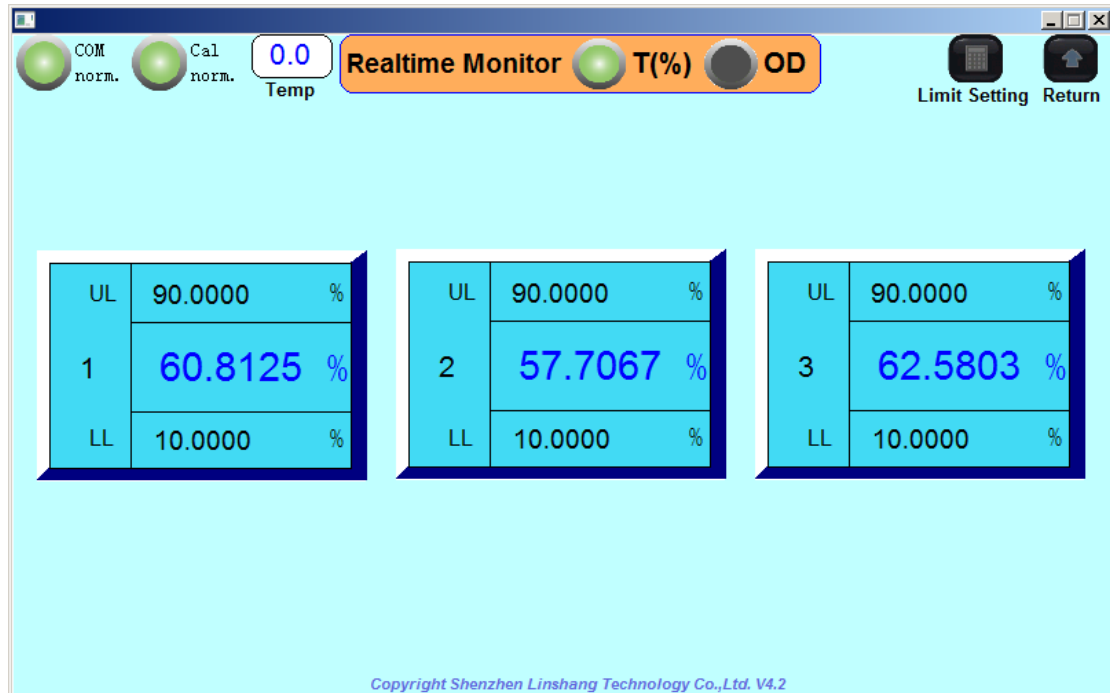 COM norm.
Cal norm.
0.0
Temp
Realtime Monitor T(%) OD
Limit Setting
Return
UL 90.0000 %
1 60.8125 %
LL 10.0000 %
UL 90.0000 %
2 57.7067 %
LL 10.0000 %
UL 90.0000 %
3 62.5803 %
LL 10.0000 %
Copyright Shenzhen Linshang Technology Co.,Ltd. V4.2